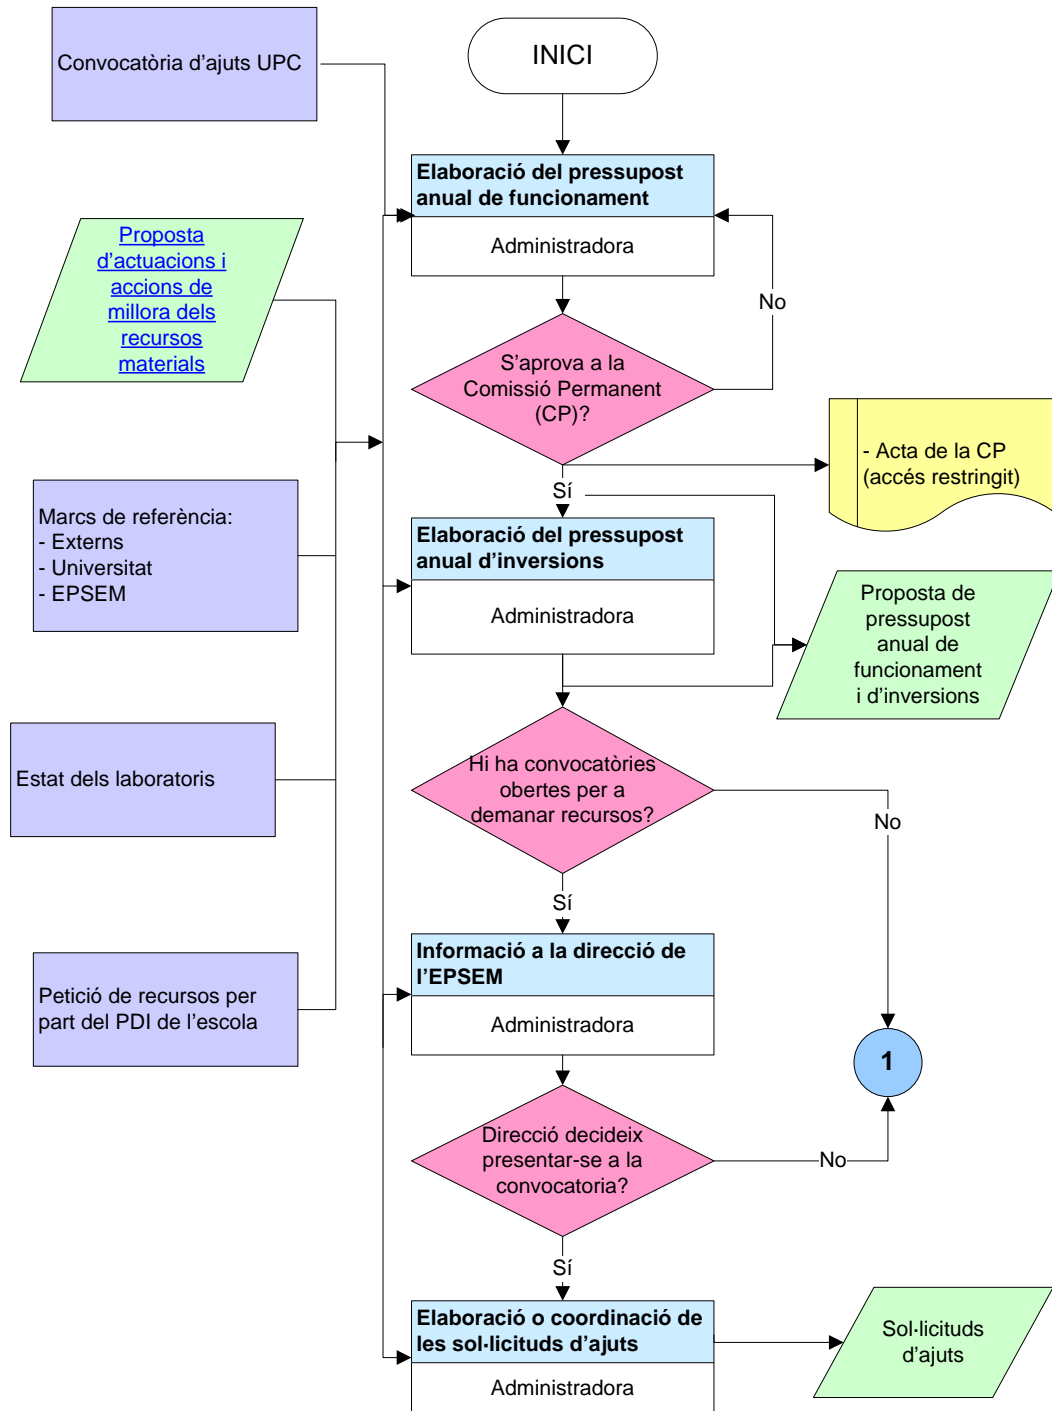 Convocatòria d’ajuts UPC
INICI
Elaboració del pressupost
anual de funcionament
Administradora
Proposta
d’actuacions i
accions de
millora dels
recursos
materials
No
S’aprova a la
Comissió Permanent
(CP)?
- Acta de la CP
(accés restringit)
Sí
Marcs de referència:
- Externs
- Universitat
- EPSEM
Elaboració del pressupost
anual d’inversions
Administradora
Proposta de
pressupost
anual de
funcionament
i d’inversions
Estat dels laboratoris
Hi ha convocatòries
obertes per a
demanar recursos?
No
Sí
Petició de recursos per
part del PDI de l’escola
Informació a la direcció de
l’EPSEM
Administradora
1
Direcció decideix
presentar-se a la
convocatoria?
No
Sí
Elaboració o coordinació de
les sol·licituds d’ajuts
Administradora
Sol·licituds
d’ajuts